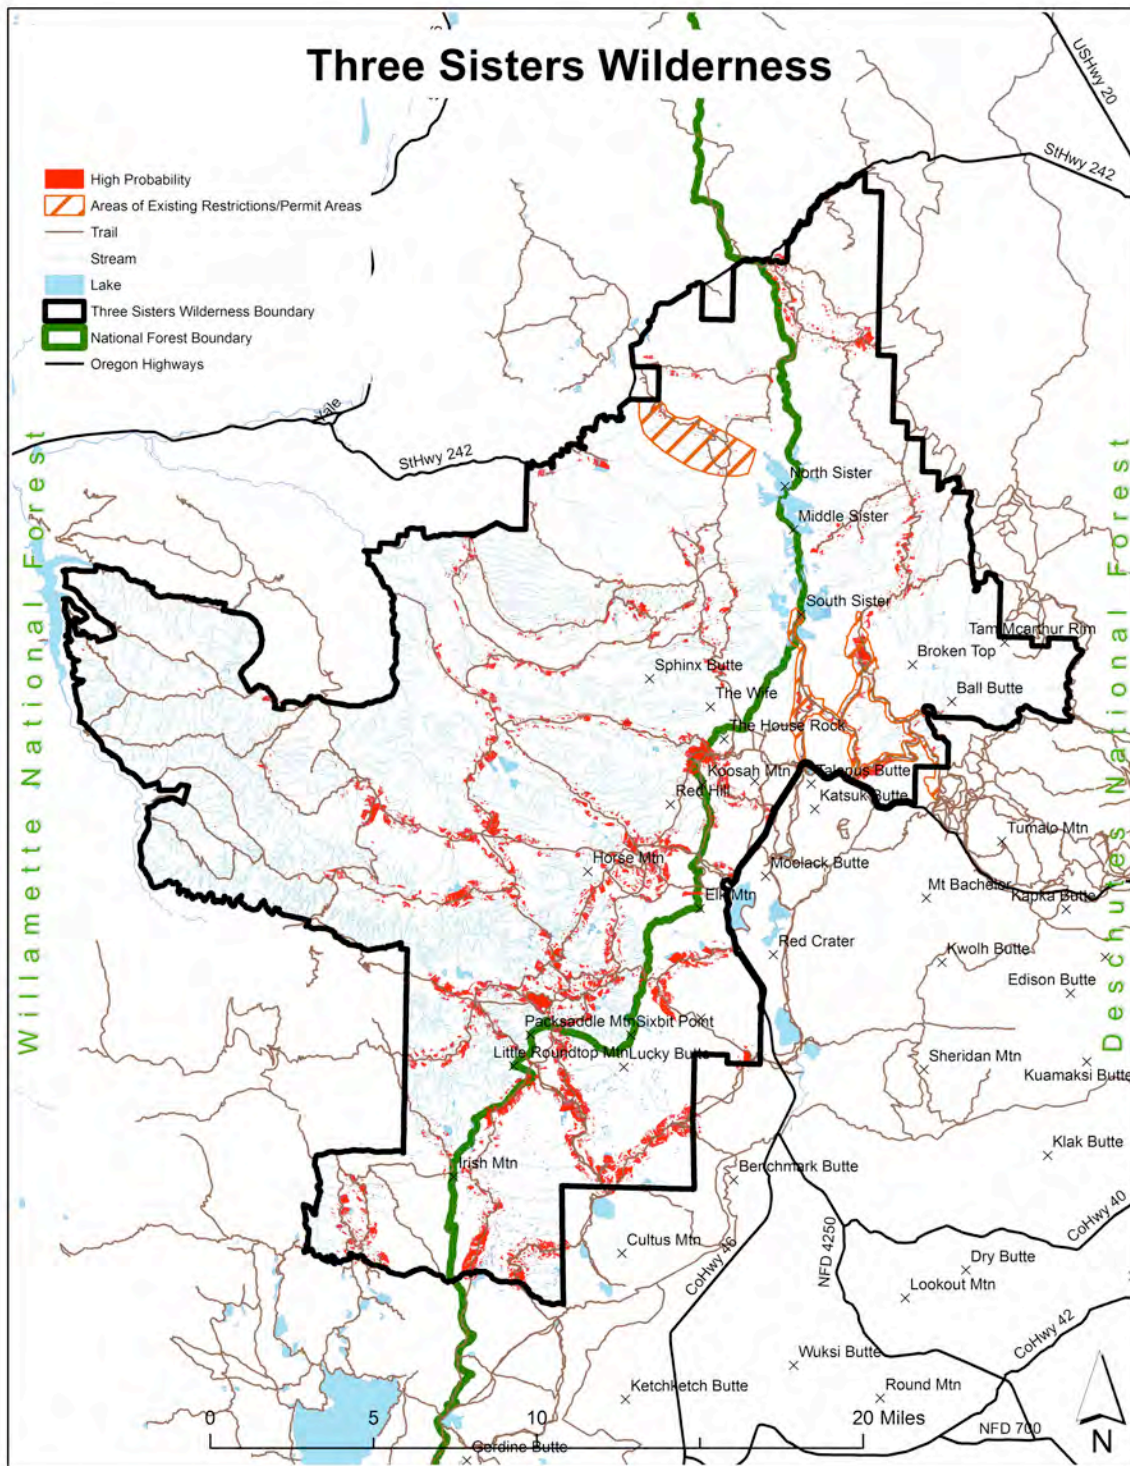 Three Sisters Wilderness
USHwy 20
StHwy 242
High Probability
Areas of Existing Restrictions/Permit Areas
Trail
Stream
Lake
Three Sisters Wilderness Boundary
National Forest Boundary
Oregon Highways
Yale
StHwy 242
Willamette National Forest
Deschutes National Forest
North Sister
Middle Sister
South Sister
Tam Mcarthur Rim
Broken Top
Sphinx Butte
Ball Butte
The Wife
The House Rock
Koosah Mtn
Talapus Butte
Red Hill
Katsuk Butte
Tumalo Mtn
Horse Mtn
Moolack Butte
Mt Bachelor
Kapka Butte
Elk Mtn
Red Crater
Kwolh Butte
Edison Butte
Packsaddle Mtn
Sixbit Point
Little Roundtop Mtn
Lucky Butte
Sheridan Mtn
Kuamaksi Butte
Klak Butte
Irish Mtn
Benchmark Butte
CoHwy 40
Cultus Mtn
CoHwy 46
NFD 4250
Dry Butte
Lookout Mtn
CoHwy 42
Wuksi Butte
Ketchketch Butte
Round Mtn
0 5 10 20 Miles
NFD 700
N
Gerdine Butte